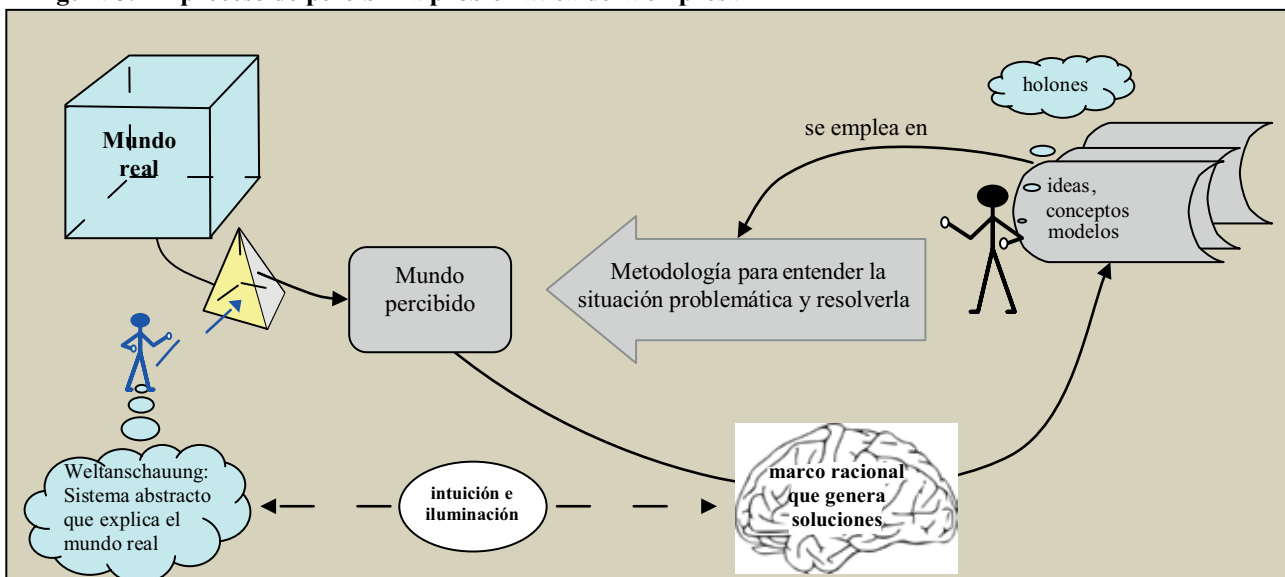 holones
Mundo
real
se emplea en
ideas,
conceptos
modelos
Mundo
percibido
Metodología para entender la
situación problemática y resolverla
Weltanschauung:
Sistema abstracto
que explica el
mundo real
intuición e
iluminación
marco racional
que genera
soluciones